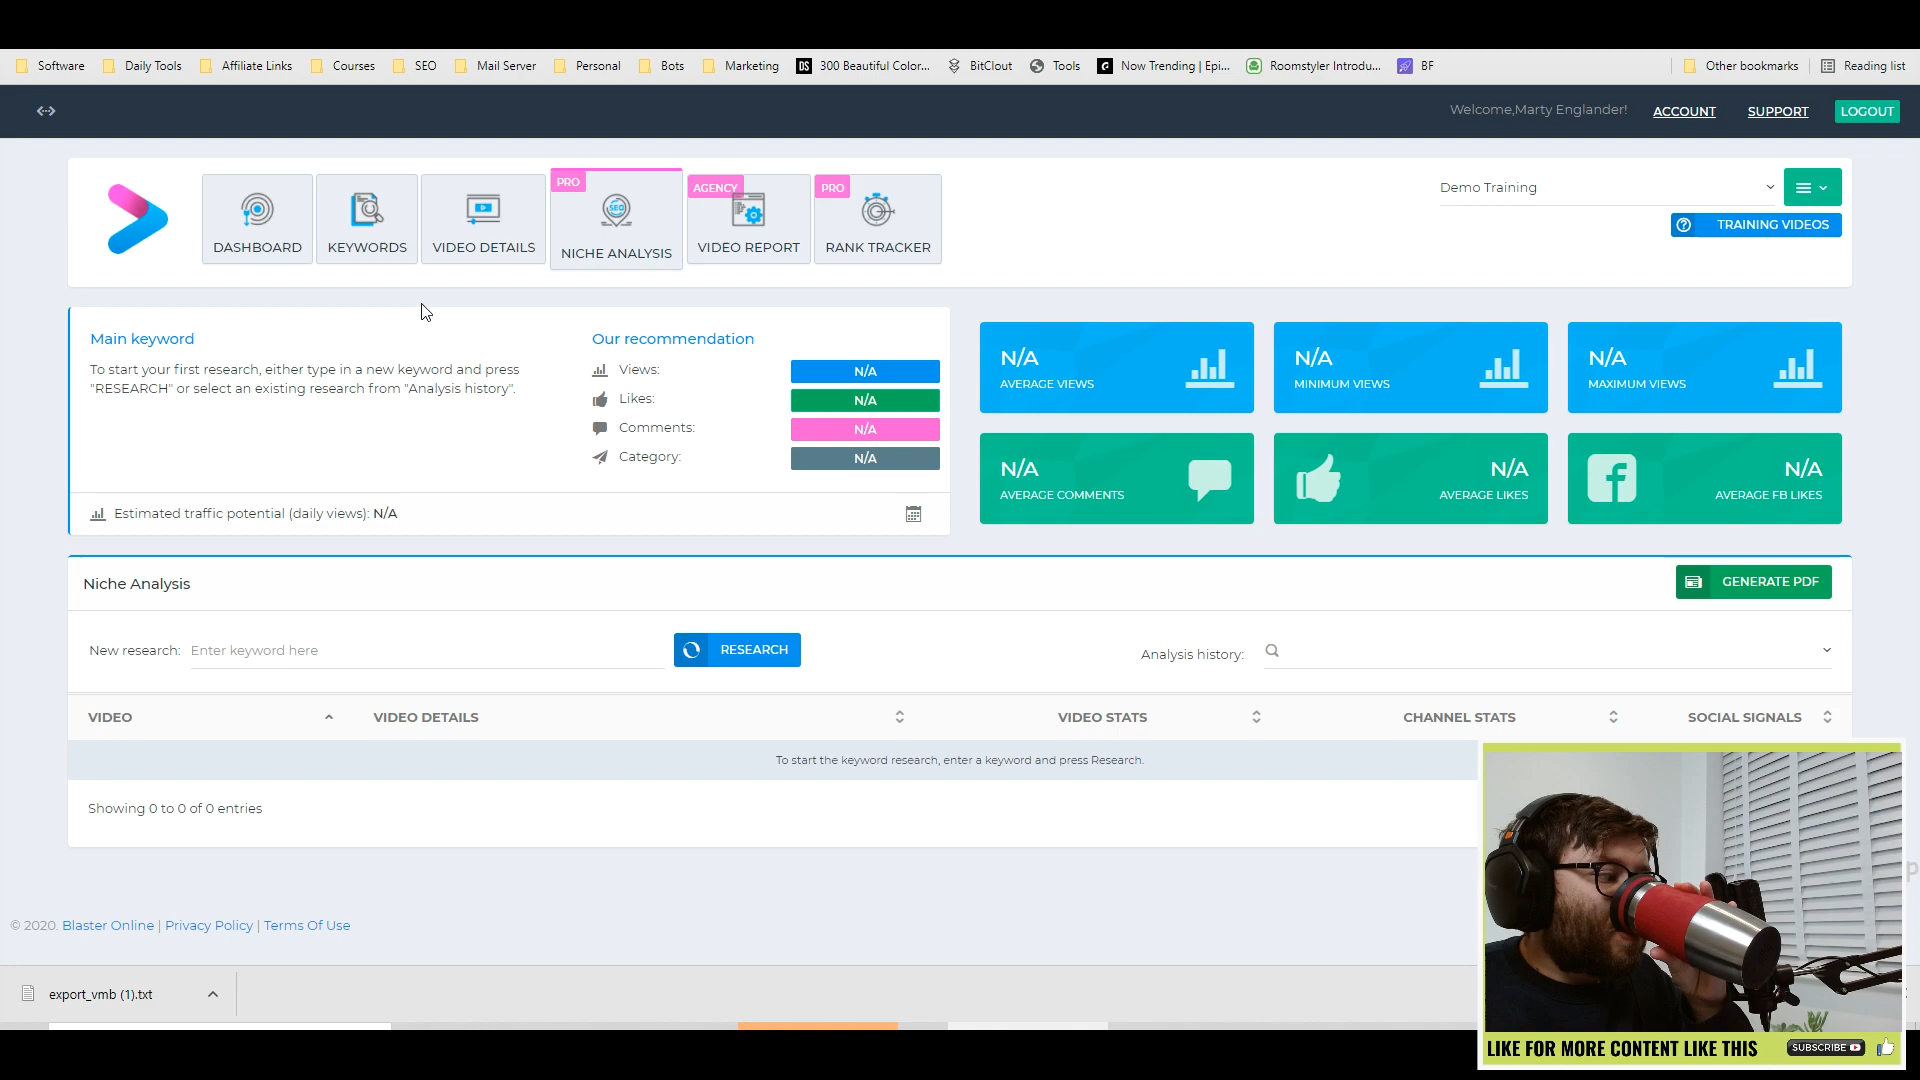 Software Daily Tools Affiliate Links Courses SEO Mail Server Personal Bots Marketing DS 300 Beautiful Color... BitClout Tools Now Trending | Epi... Roomstyler Introdu... BF Other bookmarks Reading list
Welcome,Marty Englander! ACCOUNT SUPPORT LOGOUT
PRO AGENCY PRO
SEO
DASHBOARD KEYWORDS VIDEO DETAILS NICHE ANALYSIS VIDEO REPORT RANK TRACKER
Demo Training
TRAINING VIDEOS
Main keyword
To start your first research, either type in a new keyword and press
"RESEARCH" or select an existing research from "Analysis history".
Our recommendation
Views: N/A
Likes: N/A
Comments: N/A
Category: N/A
Estimated traffic potential (daily views): N/A
N/A
AVERAGE VIEWS
N/A
MINIMUM VIEWS
N/A
MAXIMUM VIEWS
N/A
AVERAGE COMMENTS
N/A
AVERAGE LIKES
N/A
AVERAGE FB LIKES
Niche Analysis
GENERATE PDF
New research: Enter keyword here RESEARCH Analysis history:
VIDEO VIDEO DETAILS VIDEO STATS CHANNEL STATS SOCIAL SIGNALS
To start the keyword research, enter a keyword and press Research.
Showing 0 to 0 of 0 entries
© 2020. Blaster Online | Privacy Policy | Terms Of Use
export_vmb (1).txt
LIKE FOR MORE CONTENT LIKE THIS SUBSCRIBE